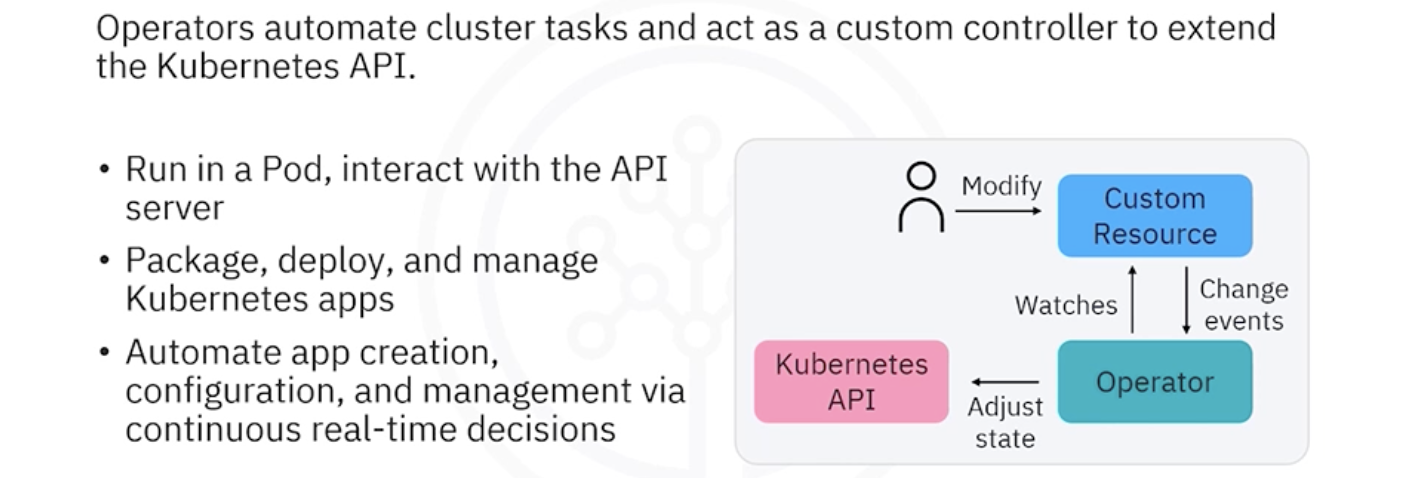 Operators automate cluster tasks and act as a custom controller to extend
the Kubernetes API.
• Run in a Pod, interact with the API
server
• Package, deploy, and manage
Kubernetes apps
• Automate app creation,
configuration, and management via
continuous real-time decisions
Modify
Custom
Resource
Watches
Change
events
Kubernetes
API
Adjust
state
Operator